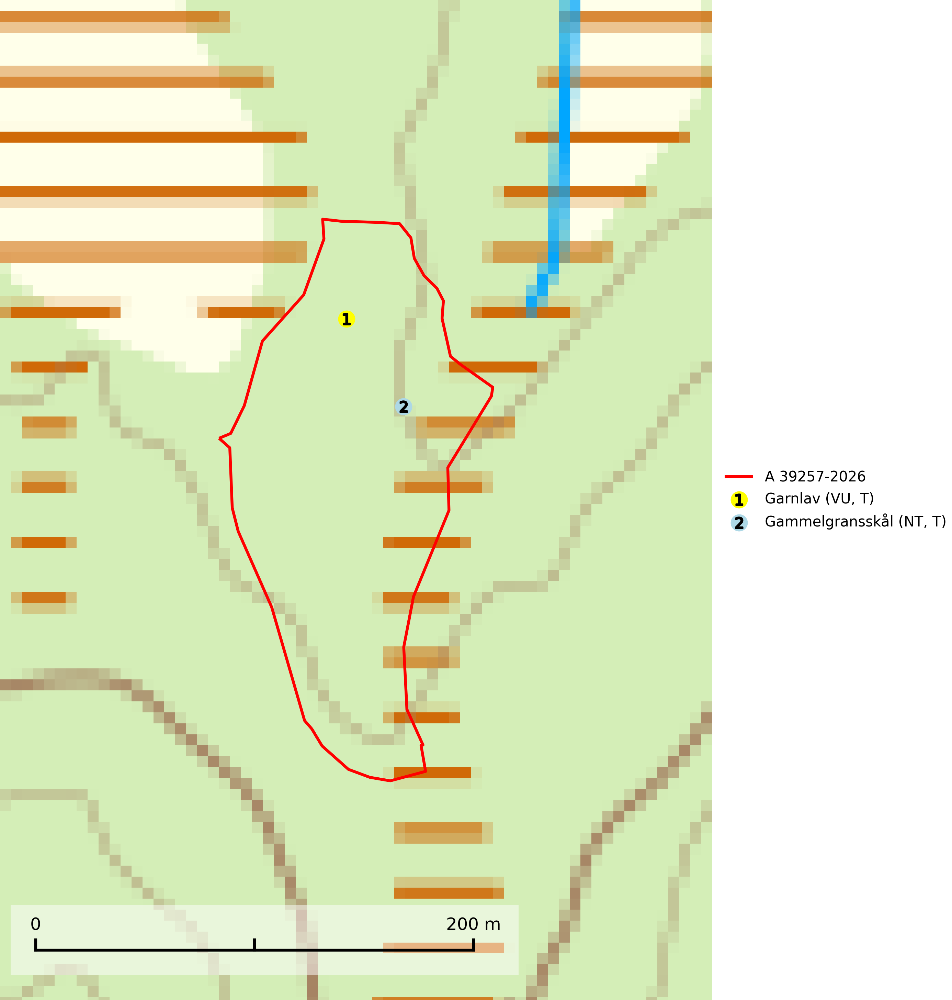 1
2
A 39257-2026
1 Garnlav (VU, T)
2 Gammelgransskål (NT, T)
0 200 m